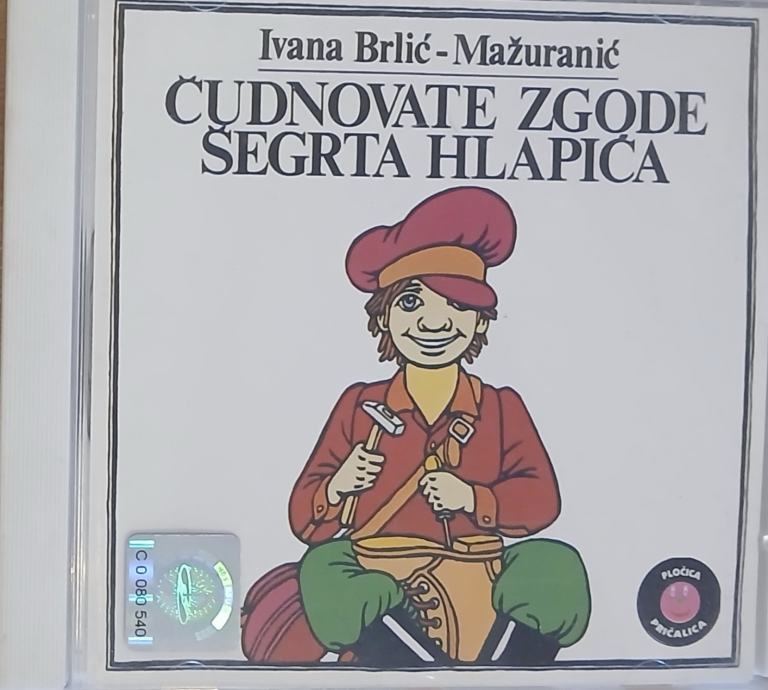 Ivana Brlić-Mažuranić
ČUDNOVATE ZGODE
ŠEGRTA HLAPIĆA
C 0 080 540
PLOČICA
PRIČALICA